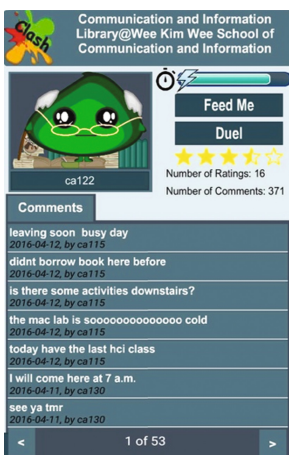 Clash
Communication and Information
Library@Wee Kim Wee School of
Communication and Information
Feed Me
Duel
Number of Ratings: 16
Number of Comments: 371
ca122
Comments
leaving soon  busy day
2016-04-12, by ca115
didnt borrow book here before
2016-04-12, by ca115
is there some activities downstairs?
2016-04-12, by ca115
the mac lab is soooooooooooooo cold
2016-04-12, by ca115
today have the last hci class
2016-04-12, by ca115
I will come here at 7 a.m.
2016-04-11, by ca130
see ya tmr
2016-04-11, by ca130
< 1 of 53 >